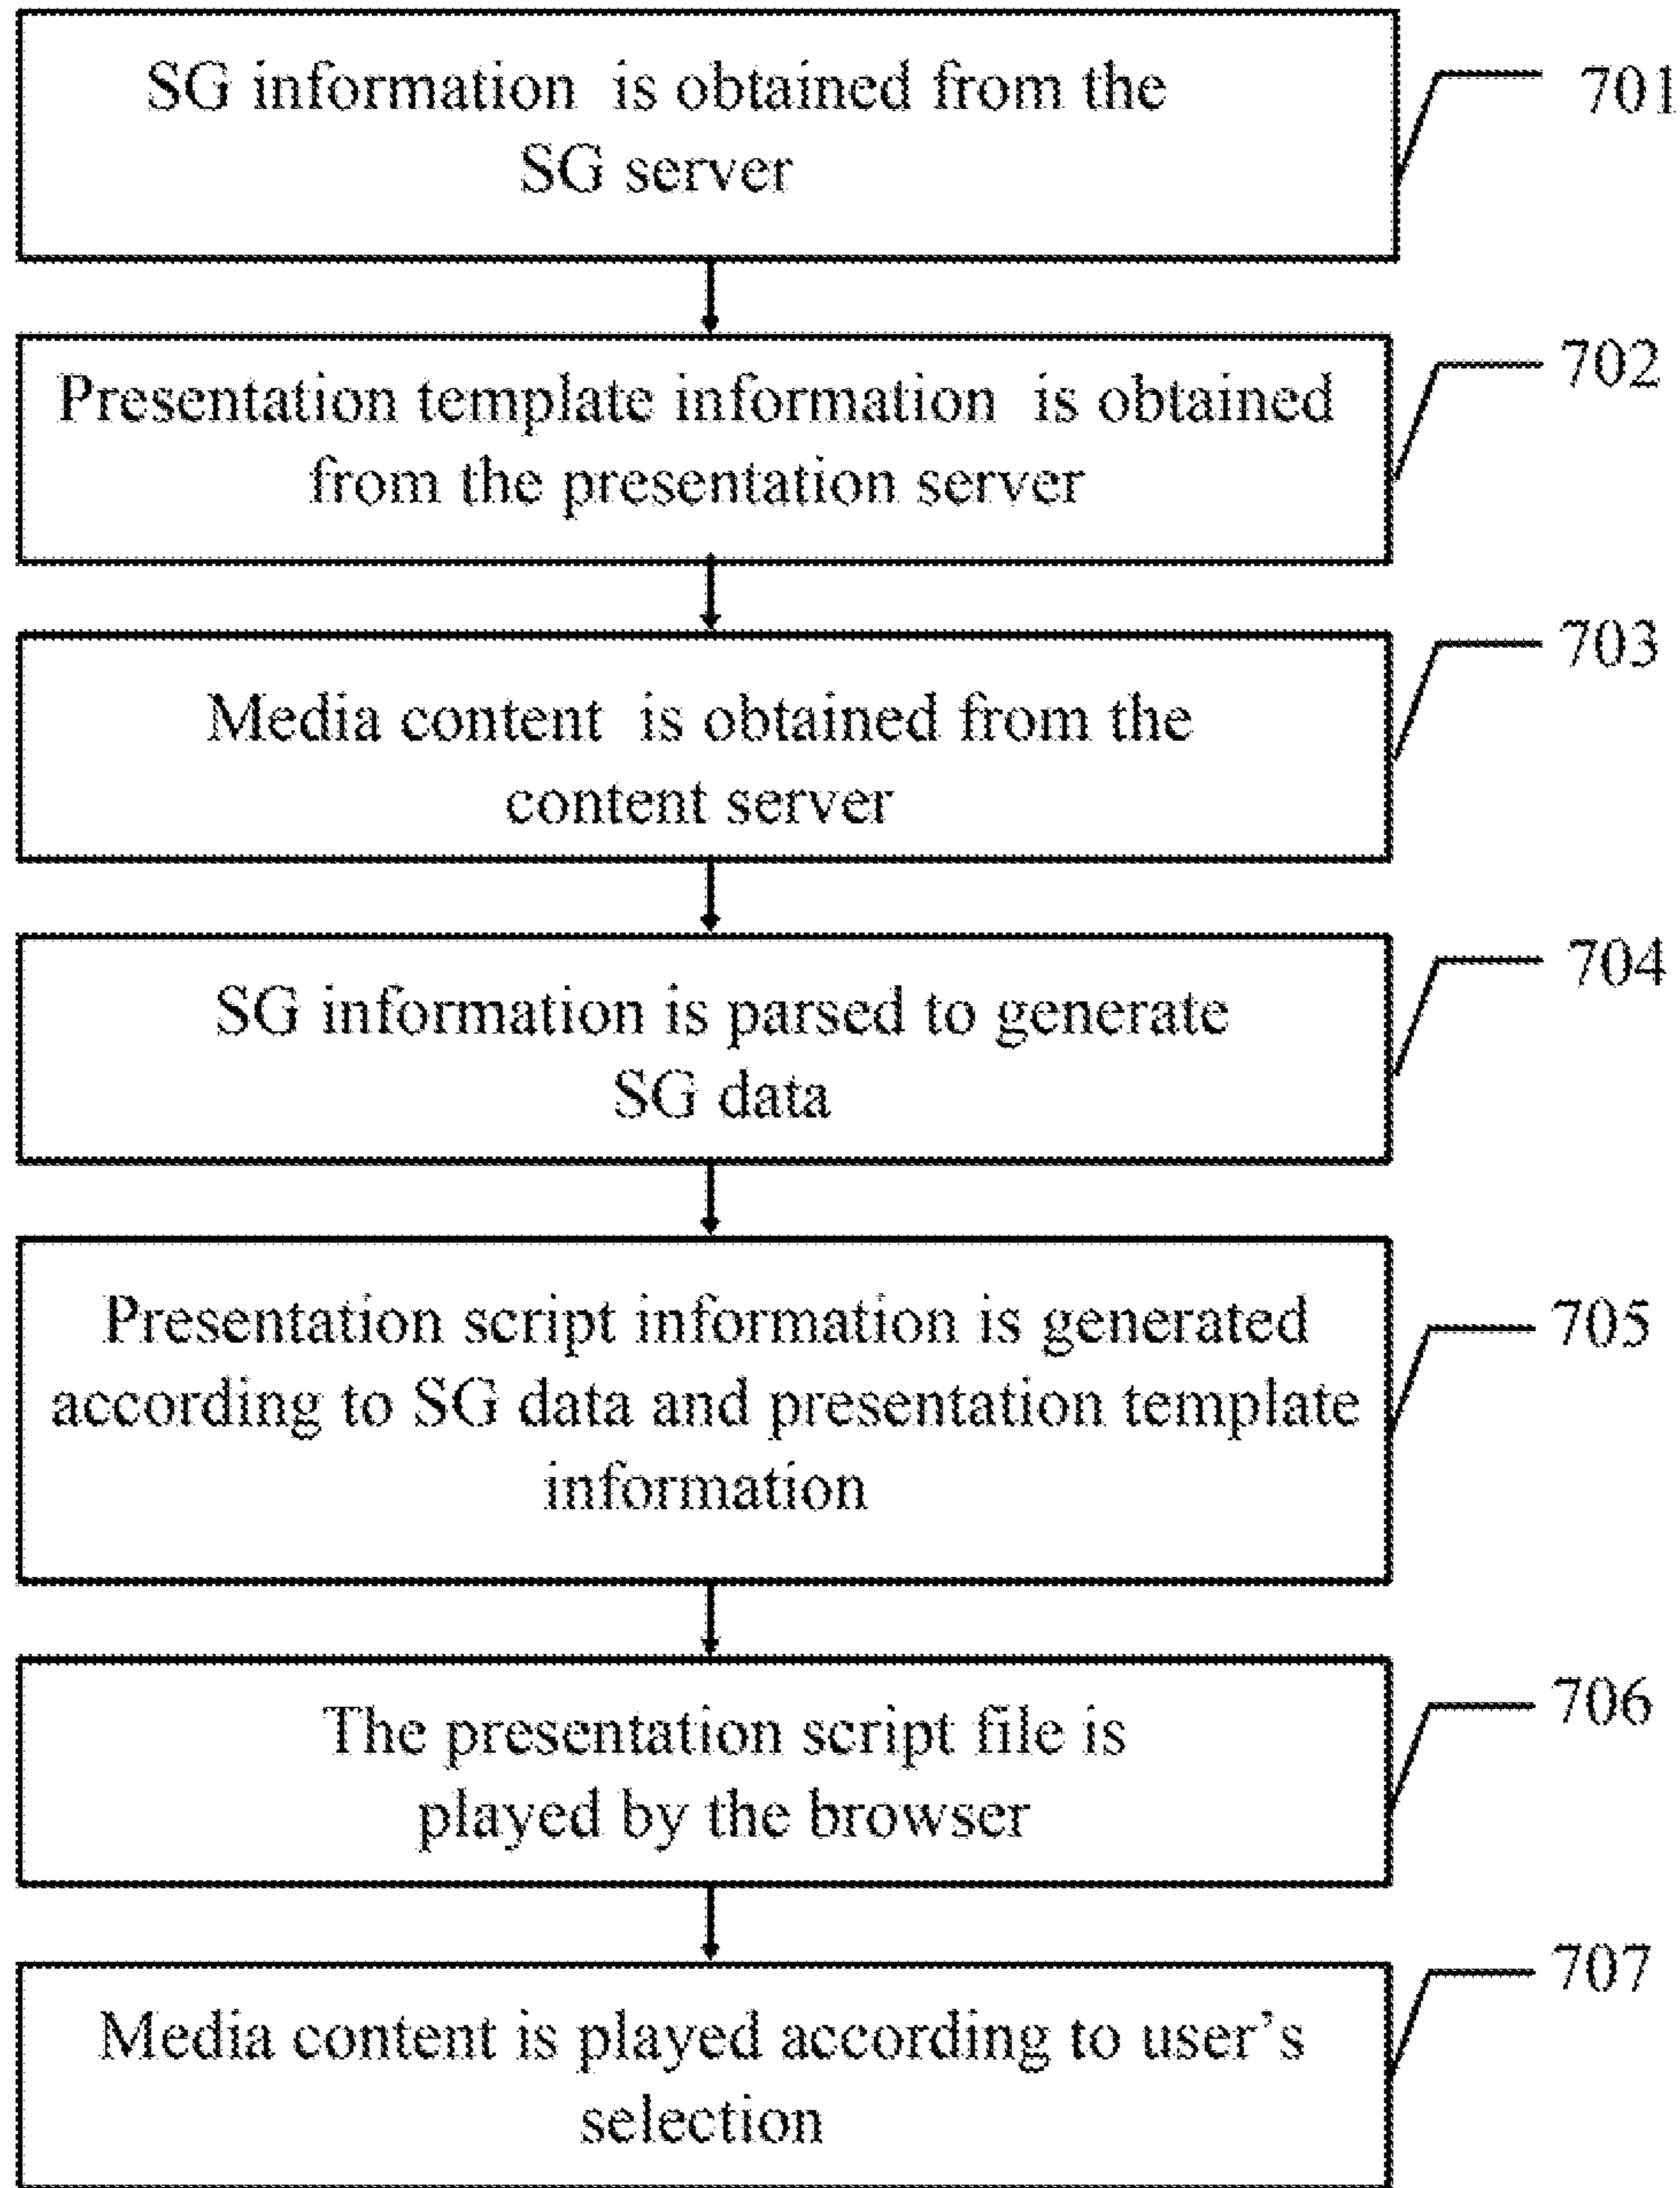 SG information is obtained from the
SG server
701
Presentation template information is obtained
from the presentation server
702
Media content is obtained from the
content server
703
SG information is parsed to generate
SG data
704
Presentation script information is generated
according to SG data and presentation template
information
705
The presentation script file is
played by the browser
706
Media content is played according to user's
selection
707